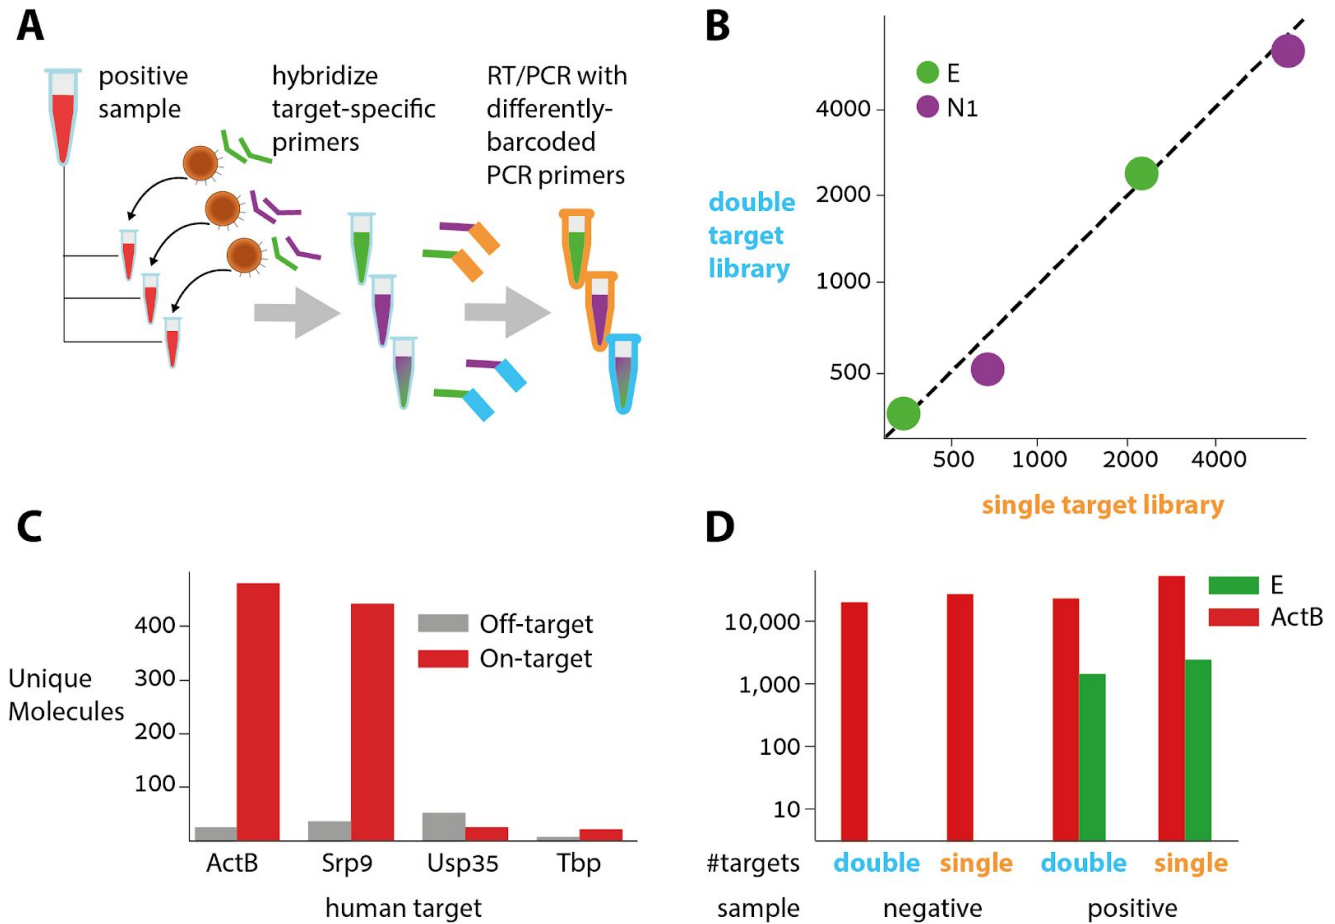 A
positive
sample
hybridize
target-specific
primers
RT/PCR with
differently-
barcoded
PCR primers
B
E
N1
4000
2000
1000
500
double
target
library
500
1000
2000
4000
single target library
C
Unique
Molecules
400
300
200
100
Off-target
On-target
ActB
Srp9
Usp35
Tbp
human target
D
E
ActB
10,000
1,000
100
10
#targets
double
single
double
single
sample
negative
positive